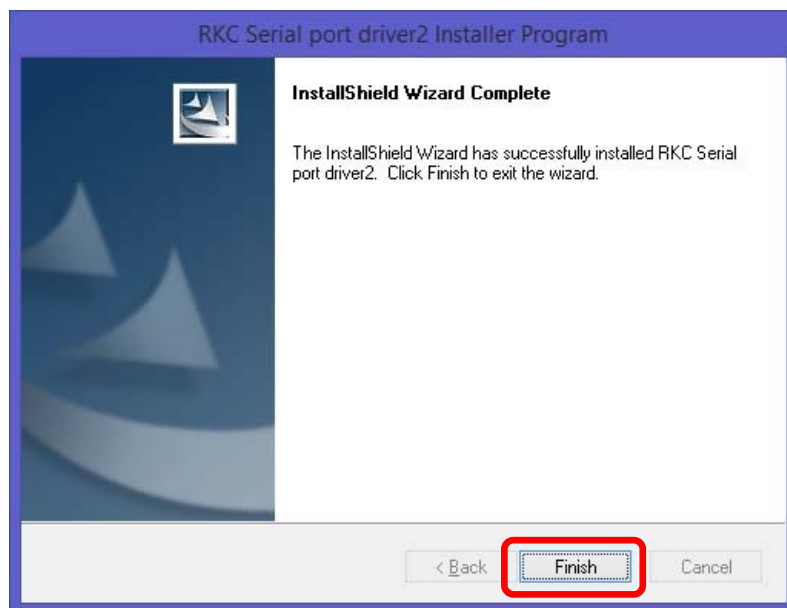 RKC Serial port driver2 Installer Program
InstallShield Wizard Complete
The InstallShield Wizard has successfully installed RKC Serial
port driver2. Click Finish to exit the wizard.
< Back
Finish
Cancel